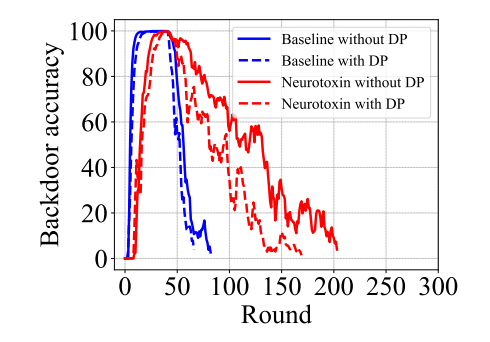 Backdoor accuracy
100
80
60
40
20
0
Baseline without DP
Baseline with DP
Neurotoxin without DP
Neurotoxin with DP
0 50 100 150 200 250 300
Round